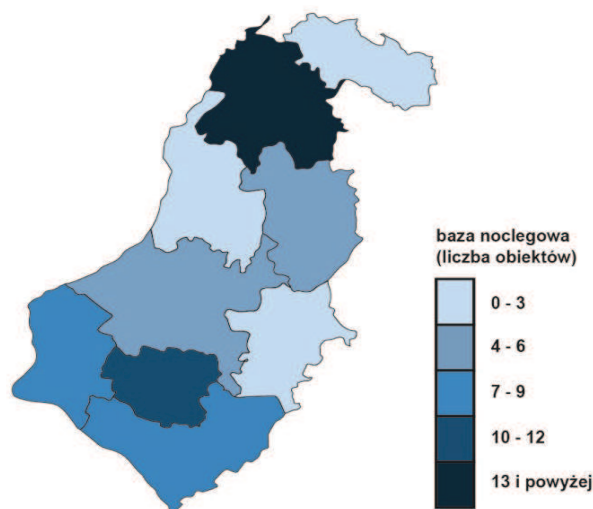 baza noclegowa
(liczba obiektów)
0 - 3
4 - 6
7 - 9
10 - 12
13 i powyżej